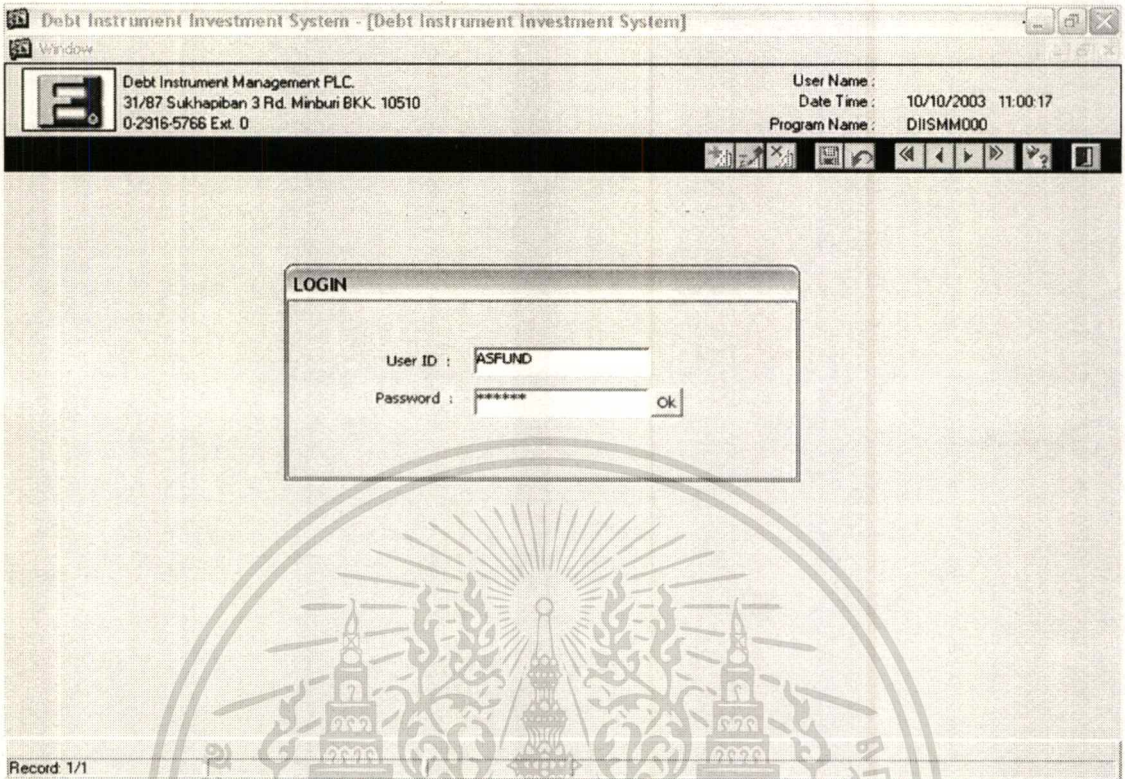 Debt Instrument Investment System - [Debt Instrument Investment System]
Window
Debt Instrument Management PLC.
31/87 Sukhapiban 3 Rd. Minburi BKK. 10510
0-2916-5766 Ext. 0
User Name :
Date Time : 10/10/2003 11:00:17
Program Name : DIISMM000
LOGIN
User ID : ASFUND
Password : ******
Ok
Record: 1/1